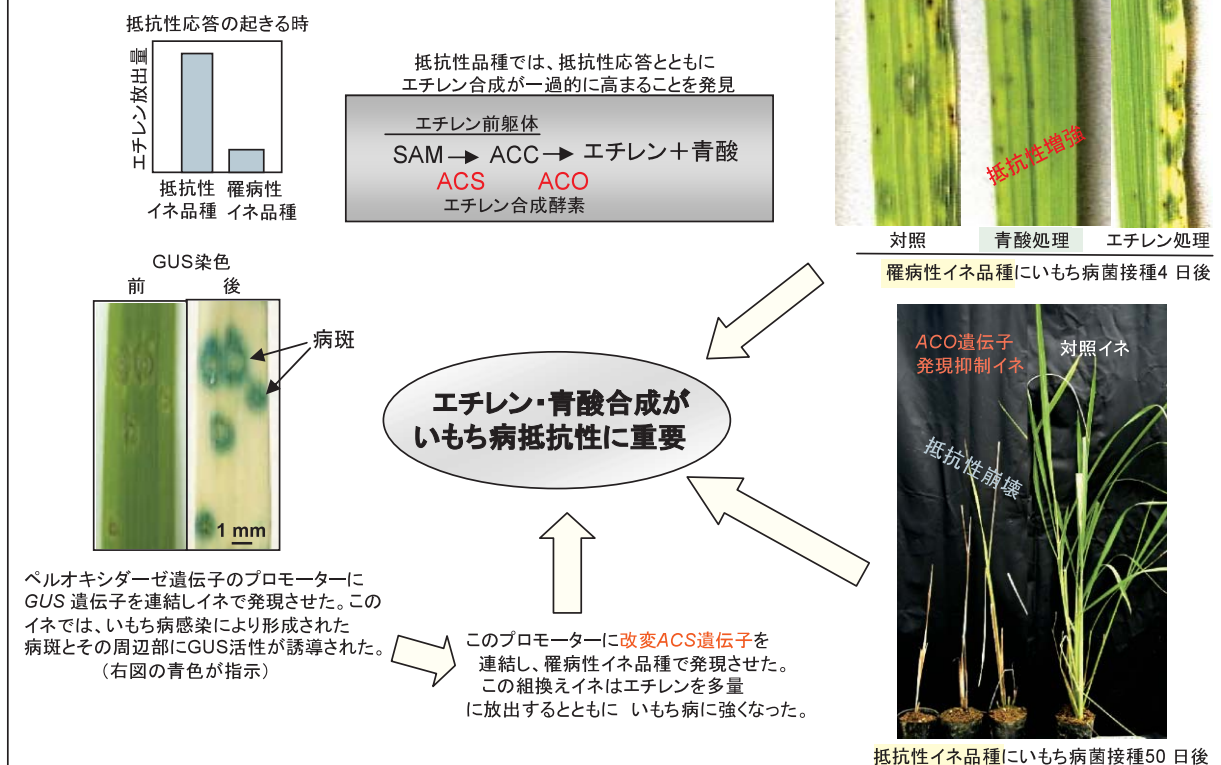 抵抗性応答の起きる時
エチレン放出量
抵抗性
イネ品種
罹病性
イネ品種
抵抗性品種では、抵抗性応答とともに
エチレン合成が一過的に高まることを発見
エチレン前躯体
SAM → ACC → エチレン＋青酸
ACS ACO
エチレン合成酵素
抵抗性増強
対照 青酸処理 エチレン処理
罹病性イネ品種にいもち病菌接種4 日後
GUS染色
前 後
病斑
1 mm
ペルオキシダーゼ遺伝子のプロモーターに
GUS 遺伝子を連結しイネで発現させた。この
イネでは、いもち病感染により形成された
病斑とその周辺部にGUS活性が誘導された。
（右図の青色が指示）
エチレン・青酸合成が
いもち病抵抗性に重要
このプロモーターに改変ACS遺伝子を
連結し、罹病性イネ品種で発現させた。
この組換えイネはエチレンを多量
に放出するとともに いもち病に強くなった。
ACO遺伝子
発現抑制イネ
対照イネ
抵抗性崩壊
抵抗性イネ品種にいもち病菌接種50 日後